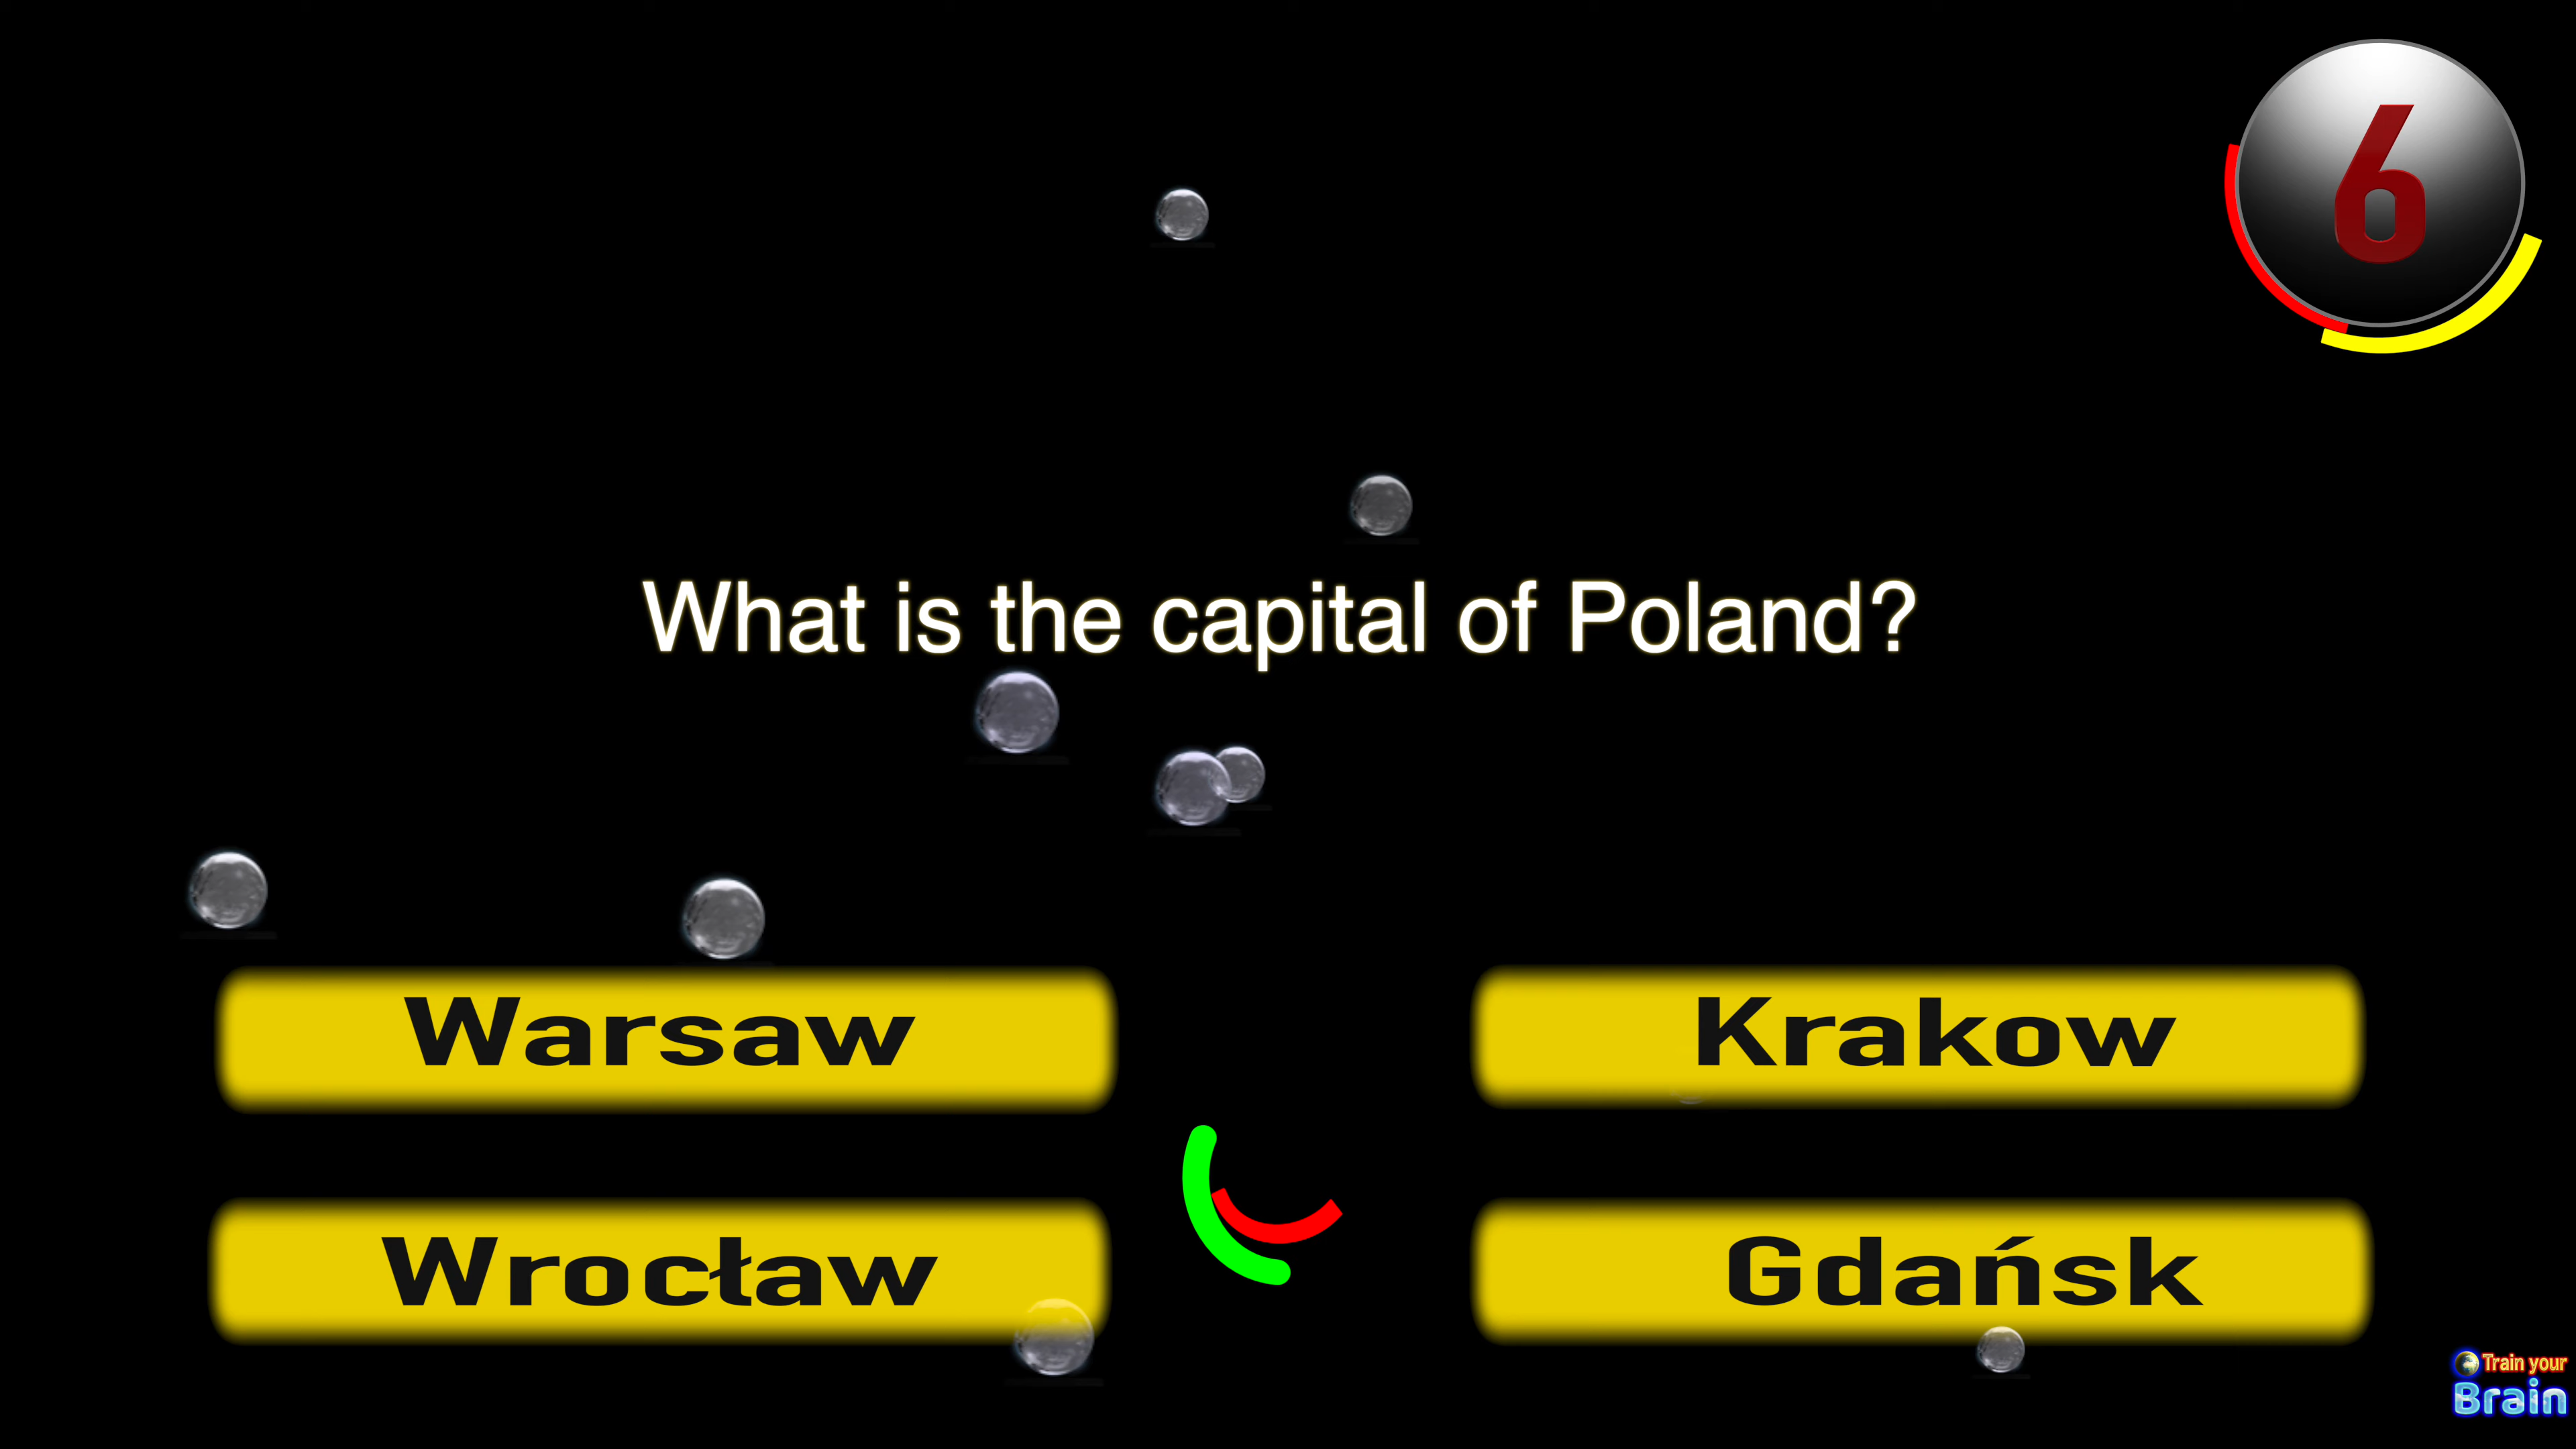 6
What is the capital of Poland?
Warsaw
Krakow
Wrocław
Gdańsk
Train your
Brain